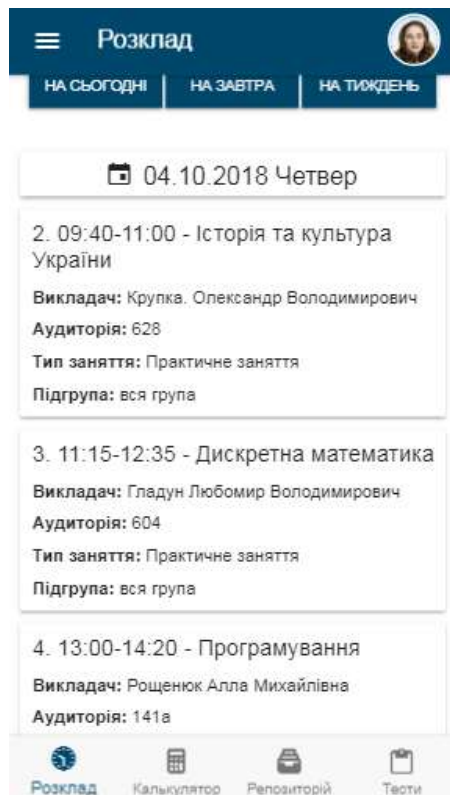 Розклад
НА СЬОГОДНІ НА ЗАВТРА НА ТИЖДЕНЬ
04.10.2018 Четвер
2. 09:40-11:00 - Історія та культура
України
Викладач: Крупка. Олександр Володимирович
Аудиторія: 628
Тип заняття: Практичне заняття
Підгрупа: вся група
3. 11:15-12:35 - Дискретна математика
Викладач: Гладун Любомир Володимирович
Аудиторія: 604
Тип заняття: Практичне заняття
Підгрупа: вся група
4. 13:00-14:20 - Програмування
Викладач: Рощенюк Алла Михайлівна
Аудиторія: 141а
Розклад Калькулятор Репозиторій Тести